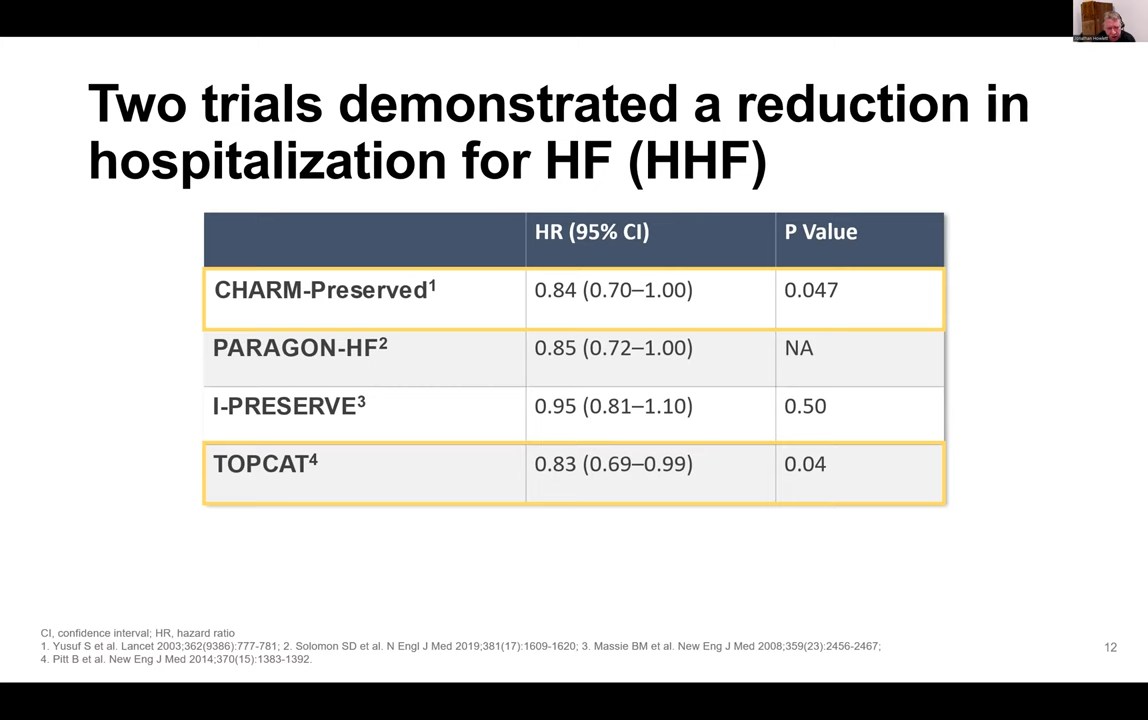 Jonathan Howlett
Two trials demonstrated a reduction in
hospitalization for HF (HHF)
HR (95% CI) P Value
CHARM-Preserved1 0.84 (0.70–1.00) 0.047
PARAGON-HF2 0.85 (0.72–1.00) NA
I-PRESERVE3 0.95 (0.81–1.10) 0.50
TOPCAT4 0.83 (0.69–0.99) 0.04
CI, confidence interval; HR, hazard ratio
1. Yusuf S et al. Lancet 2003;362(9386):777-781; 2. Solomon SD et al. N Engl J Med 2019;381(17):1609-1620; 3. Massie BM et al. New Eng J Med 2008;359(23):2456-2467;
4. Pitt B et al. New Eng J Med 2014;370(15):1383-1392.
12